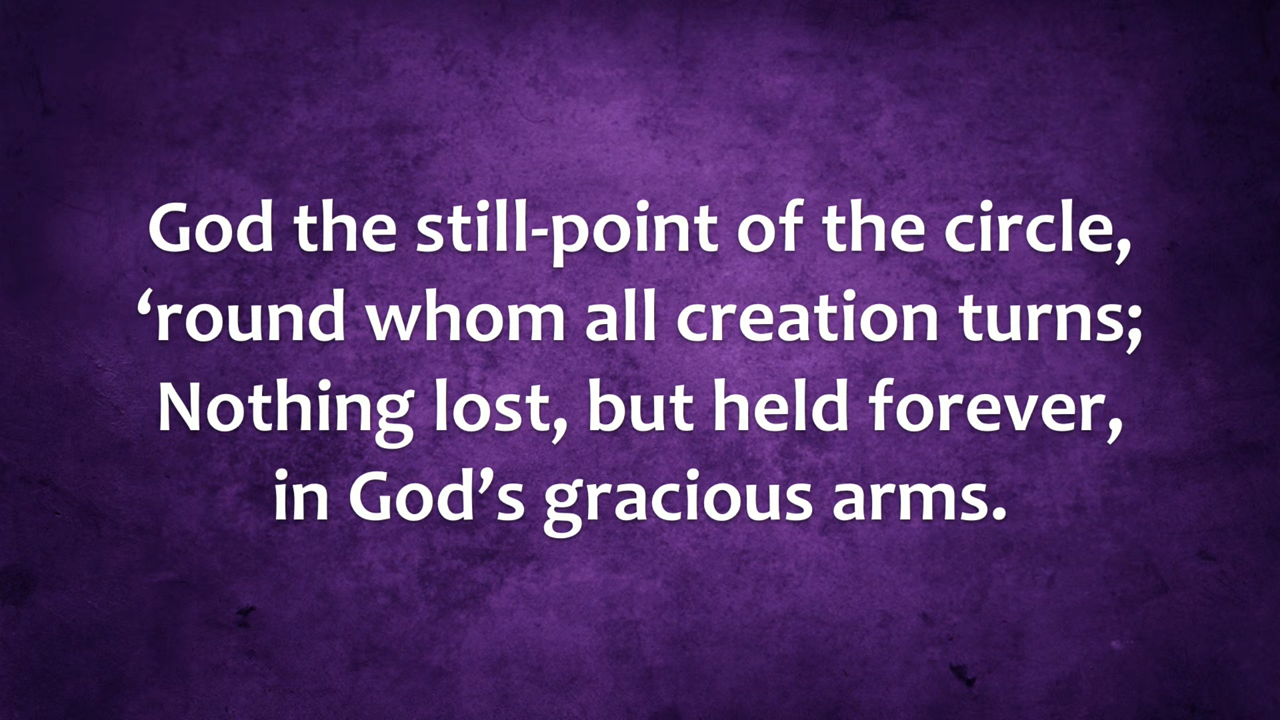 God the still-point of the circle,
‘round whom all creation turns;
Nothing lost, but held forever,
in God’s gracious arms.